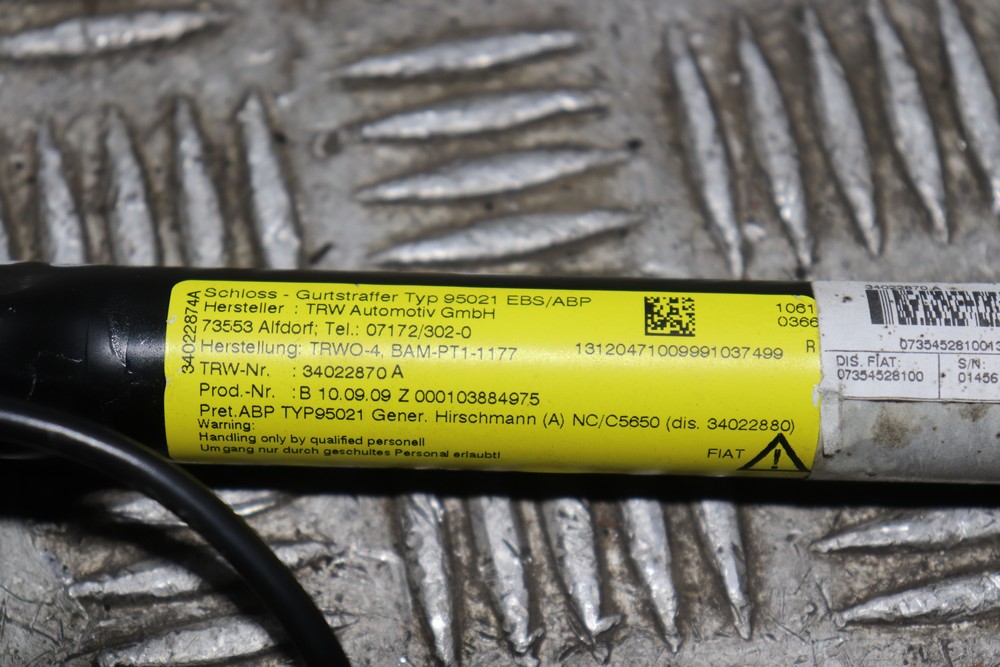 34022874A
Schloss - Gurtstraffer Typ 95021 EBS/ABP
Hersteller : TRW Automotiv GmbH
73553 Alfdorf; Tel.: 07172/302-0
Herstellung: TRWO-4, BAM-PT1-1177
TRW-Nr. : 34022870 A
Prod.-Nr. :B 10.09.09 Z 000103884975
Pret.ABP TYP95021 Gener. Hirschmann (A) NC/C5650 (dis. 34022880)
Warning:
Handling only by qualified personell
Umgang nur durch geschultes Personal erlaubt!
1061
0366
13120471009991037499 R
FIAT
34022870 A
0735452810013
DIS. FIAT:
07354528100
S/N:
01456